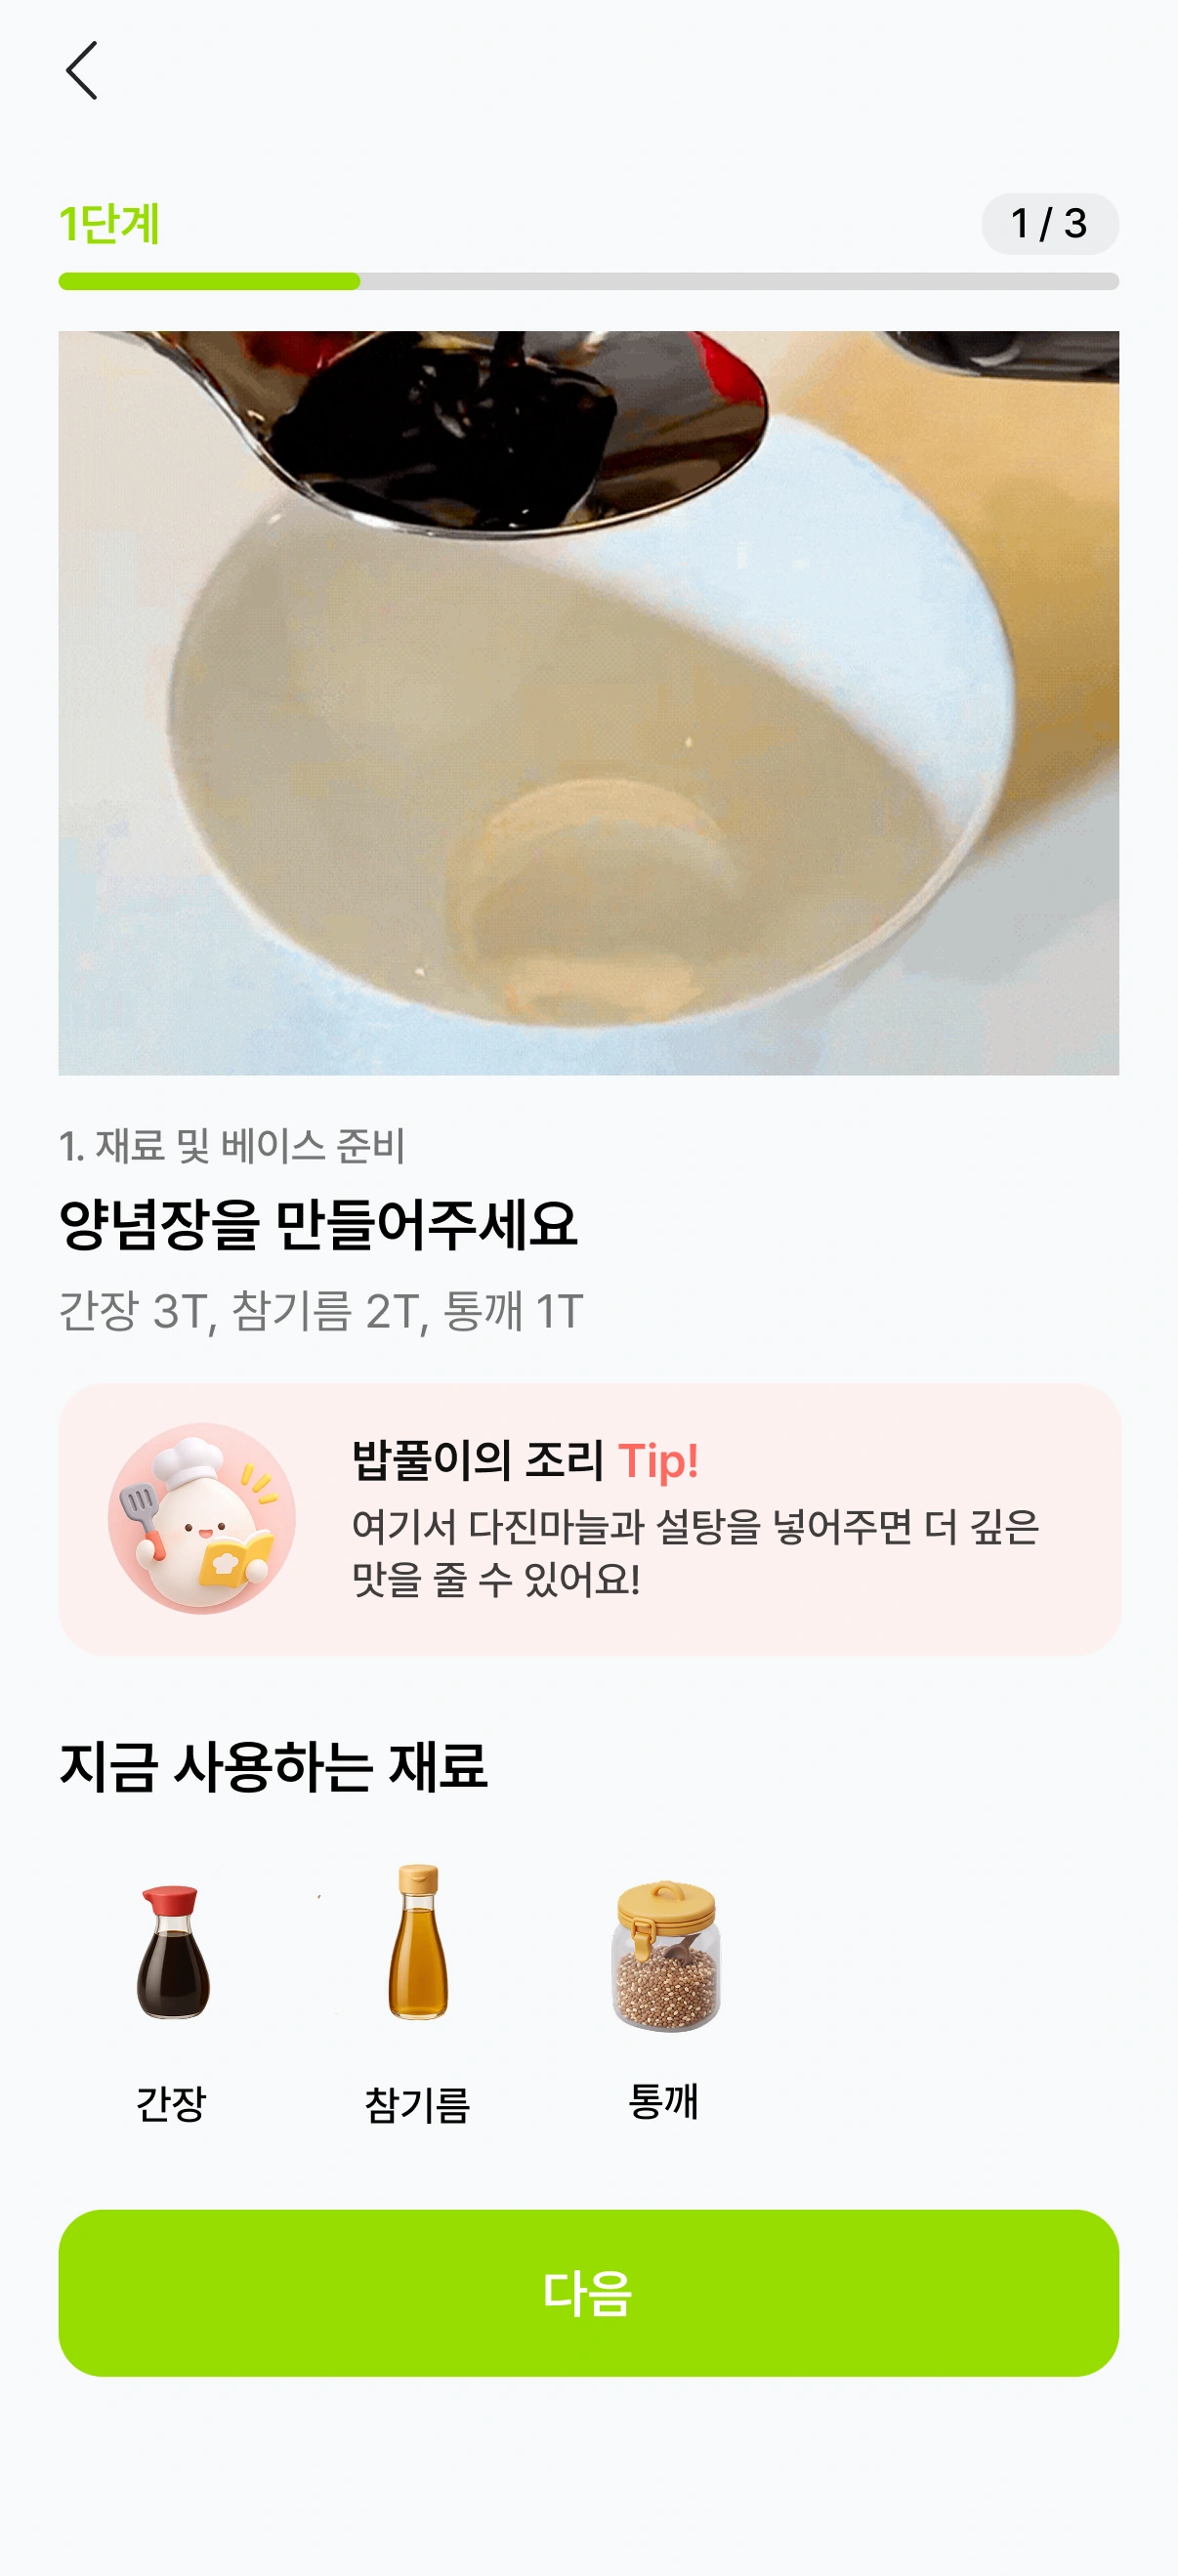 1단계
1 / 3
1. 재료 및 베이스 준비
양념장을 만들어주세요
간장 3T, 참기름 2T, 통깨 1T
밥풀이의 조리 Tip!
여기서 다진마늘과 설탕을 넣어주면 더 깊은
맛을 줄 수 있어요!
지금 사용하는 재료
간장
참기름
통깨
다음